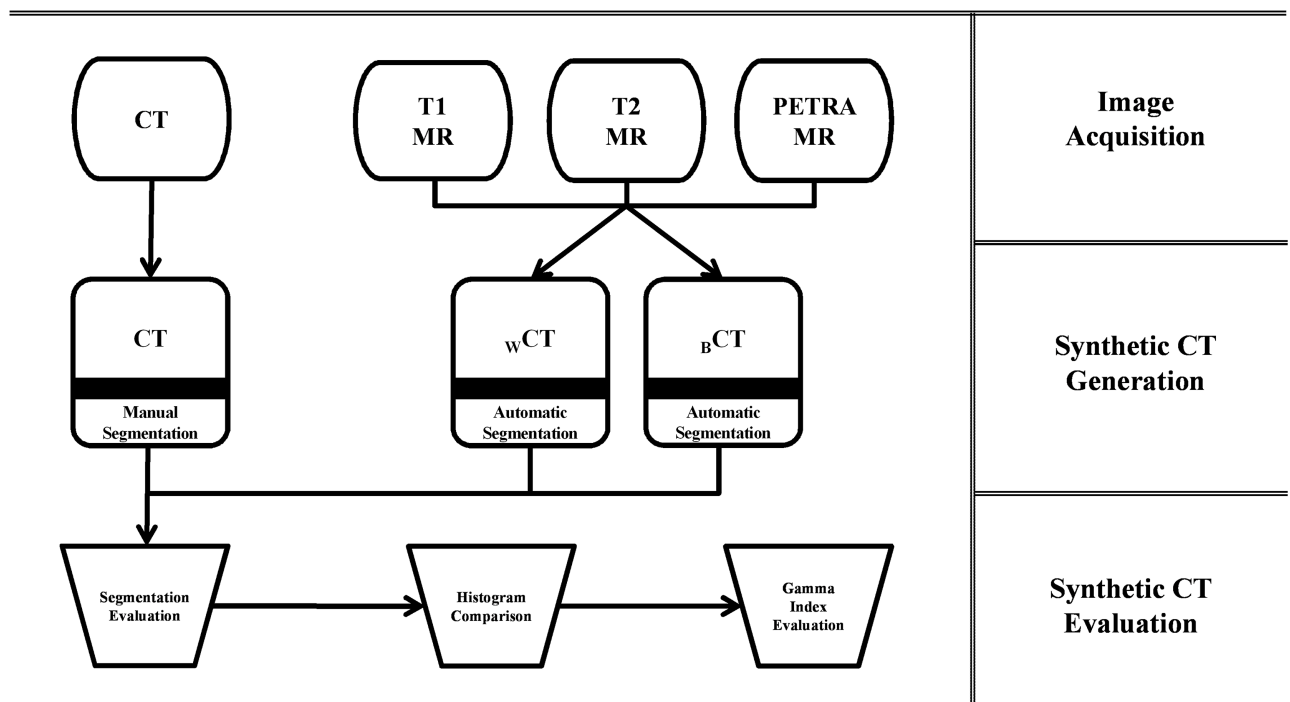 CT
T1
MR
T2
MR
PETRA
MR
Image
Acquisition
CT
Manual
Segmentation
WCT
Automatic
Segmentation
BCT
Automatic
Segmentation
Synthetic CT
Generation
Segmentation
Evaluation
Histogram
Comparison
Gamma
Index
Evaluation
Synthetic CT
Evaluation